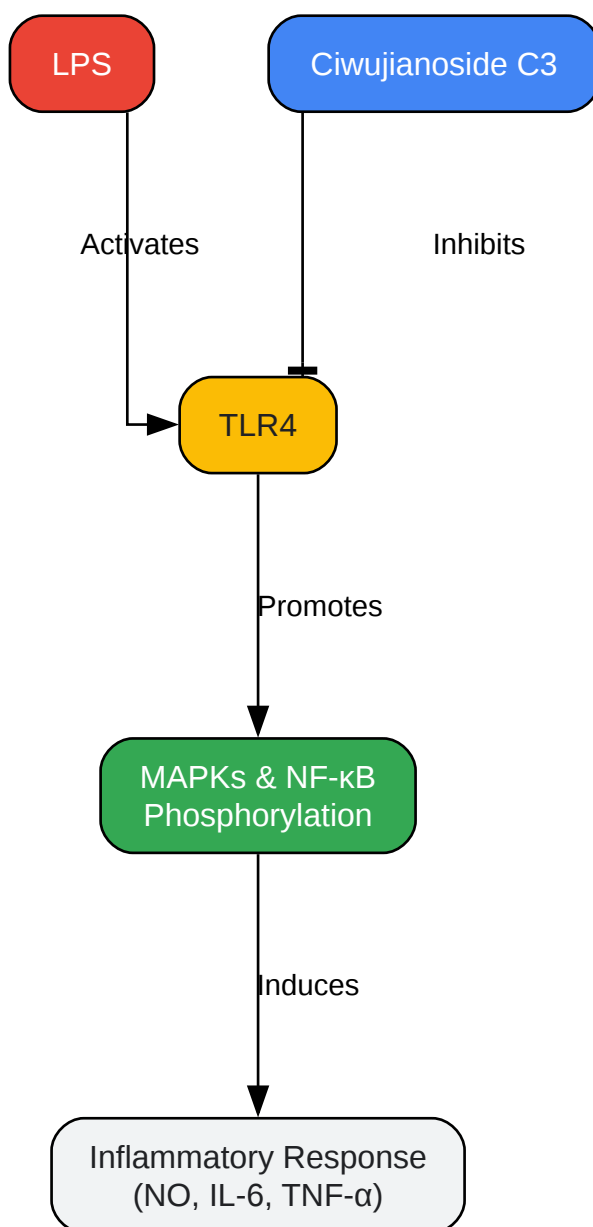 LPS
Ciwujianoside C3
Activates
Inhibits
TLR4
Promotes
MAPKs & NF-κB
Phosphorylation
Induces
Inflammatory Response
(NO, IL-6, TNF-α)